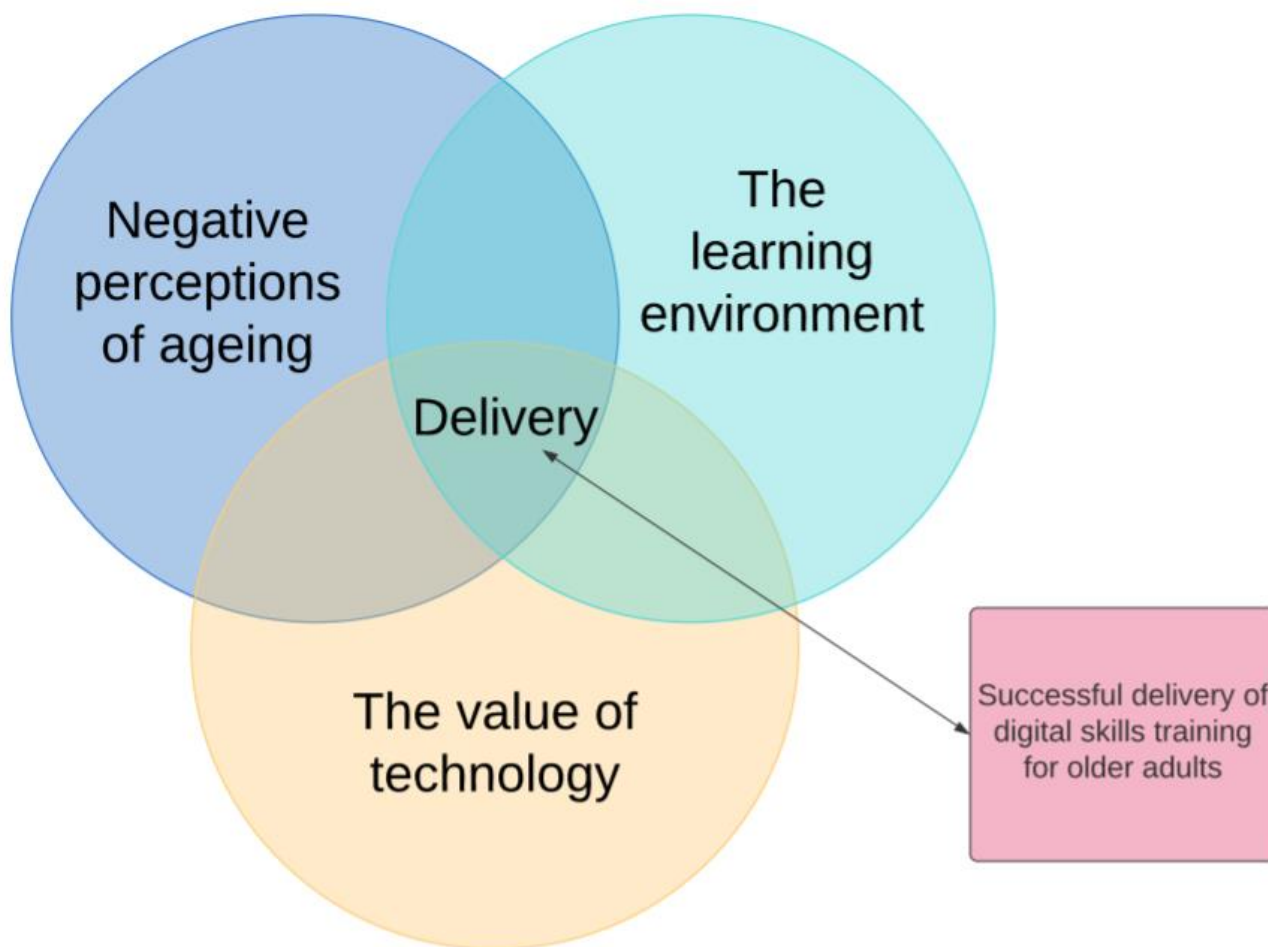 Negative
perceptions
of ageing
The
learning
environment
Delivery
The value of
technology
Successful delivery of
digital skills training
for older adults